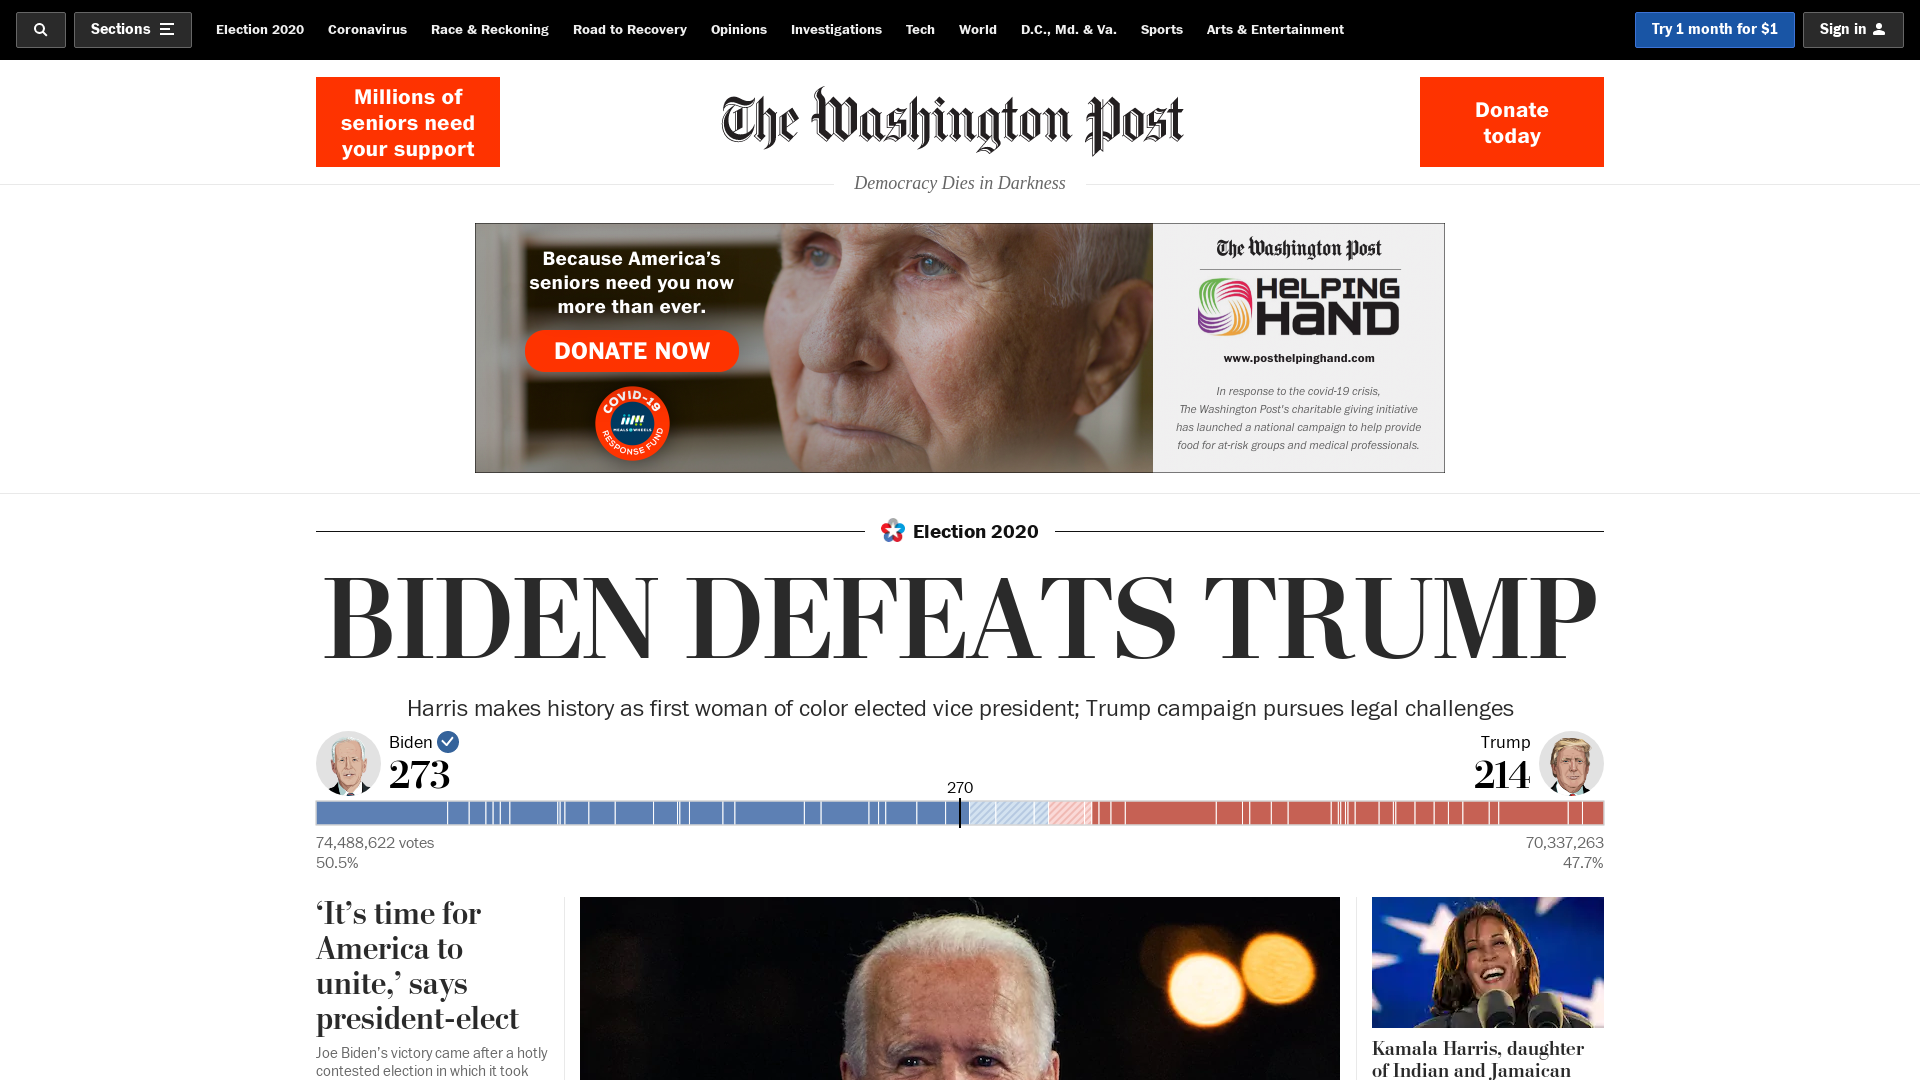 Sections
Election 2020
Coronavirus
Race & Reckoning
Road to Recovery
Opinions
Investigations
Tech
World
D.C., Md. & Va.
Sports
Arts & Entertainment
Try 1 month for $1
Sign in
Millions of
seniors need
your support
The Washington Post
Donate
today
Democracy Dies in Darkness
Because America’s
seniors need you now
more than ever.
DONATE NOW
COVID-19
MEALS ON WHEELS
RESPONSE FUND
The Washington Post
HELPING
HAND
www.posthelpinghand.com
In response to the covid-19 crisis,
The Washington Post's charitable giving initiative
has launched a national campaign to help provide
food for at-risk groups and medical professionals.
Election 2020
BIDEN DEFEATS TRUMP
Harris makes history as first woman of color elected vice president; Trump campaign pursues legal challenges
Biden
273
Trump
214
270
74,488,622 votes
50.5%
70,337,263
47.7%
‘It’s time for
America to
unite,’ says
president-elect
Joe Biden’s victory came after a hotly
contested election in which it took
Kamala Harris, daughter
of Indian and Jamaican